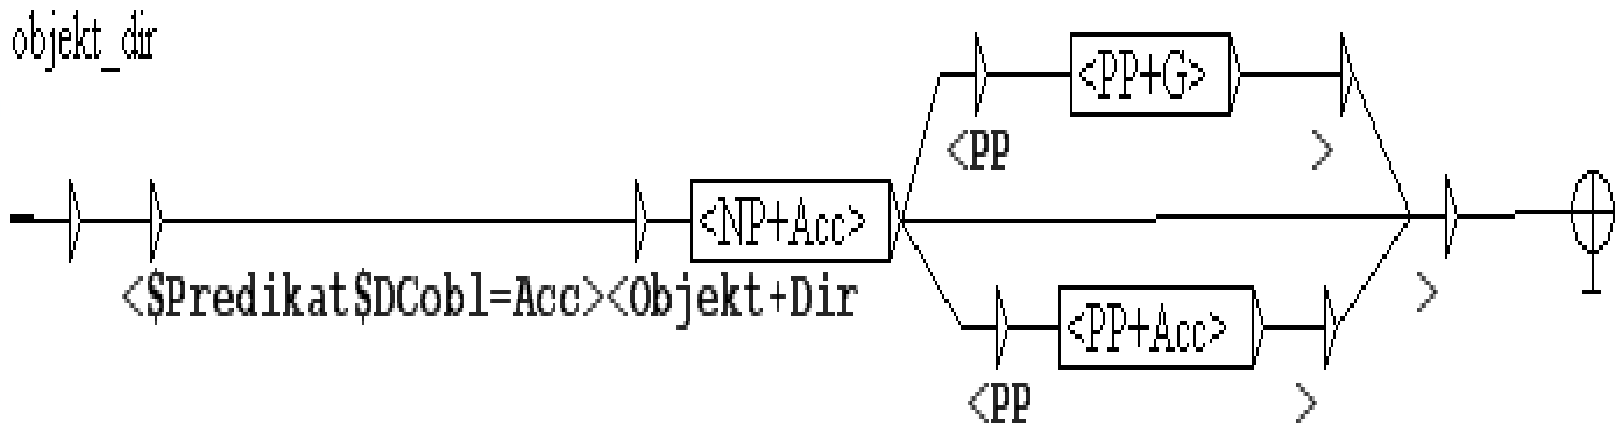 objekt_dir
<PP+G>
<PP >
<NP+Acc>
<$Predikat$DCobl=Acc><Objekt+Dir >
<PP+Acc>
<PP >